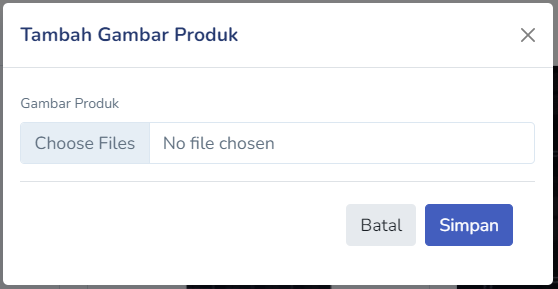 Tambah Gambar Produk
Gambar Produk
Choose Files No file chosen
Batal Simpan